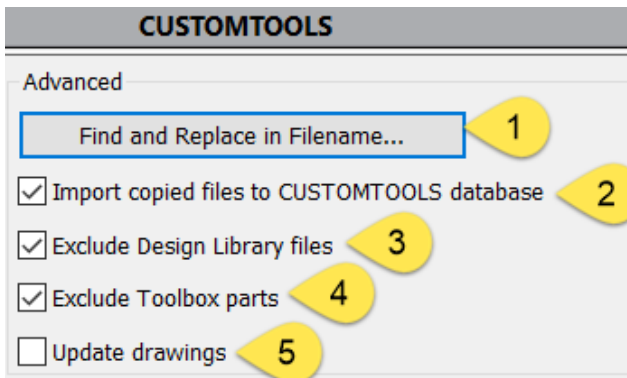 CUSTOMTOOLS
Advanced
Find and Replace in Filename... 1
Import copied files to CUSTOMTOOLS database 2
Exclude Design Library files 3
Exclude Toolbox parts 4
Update drawings 5